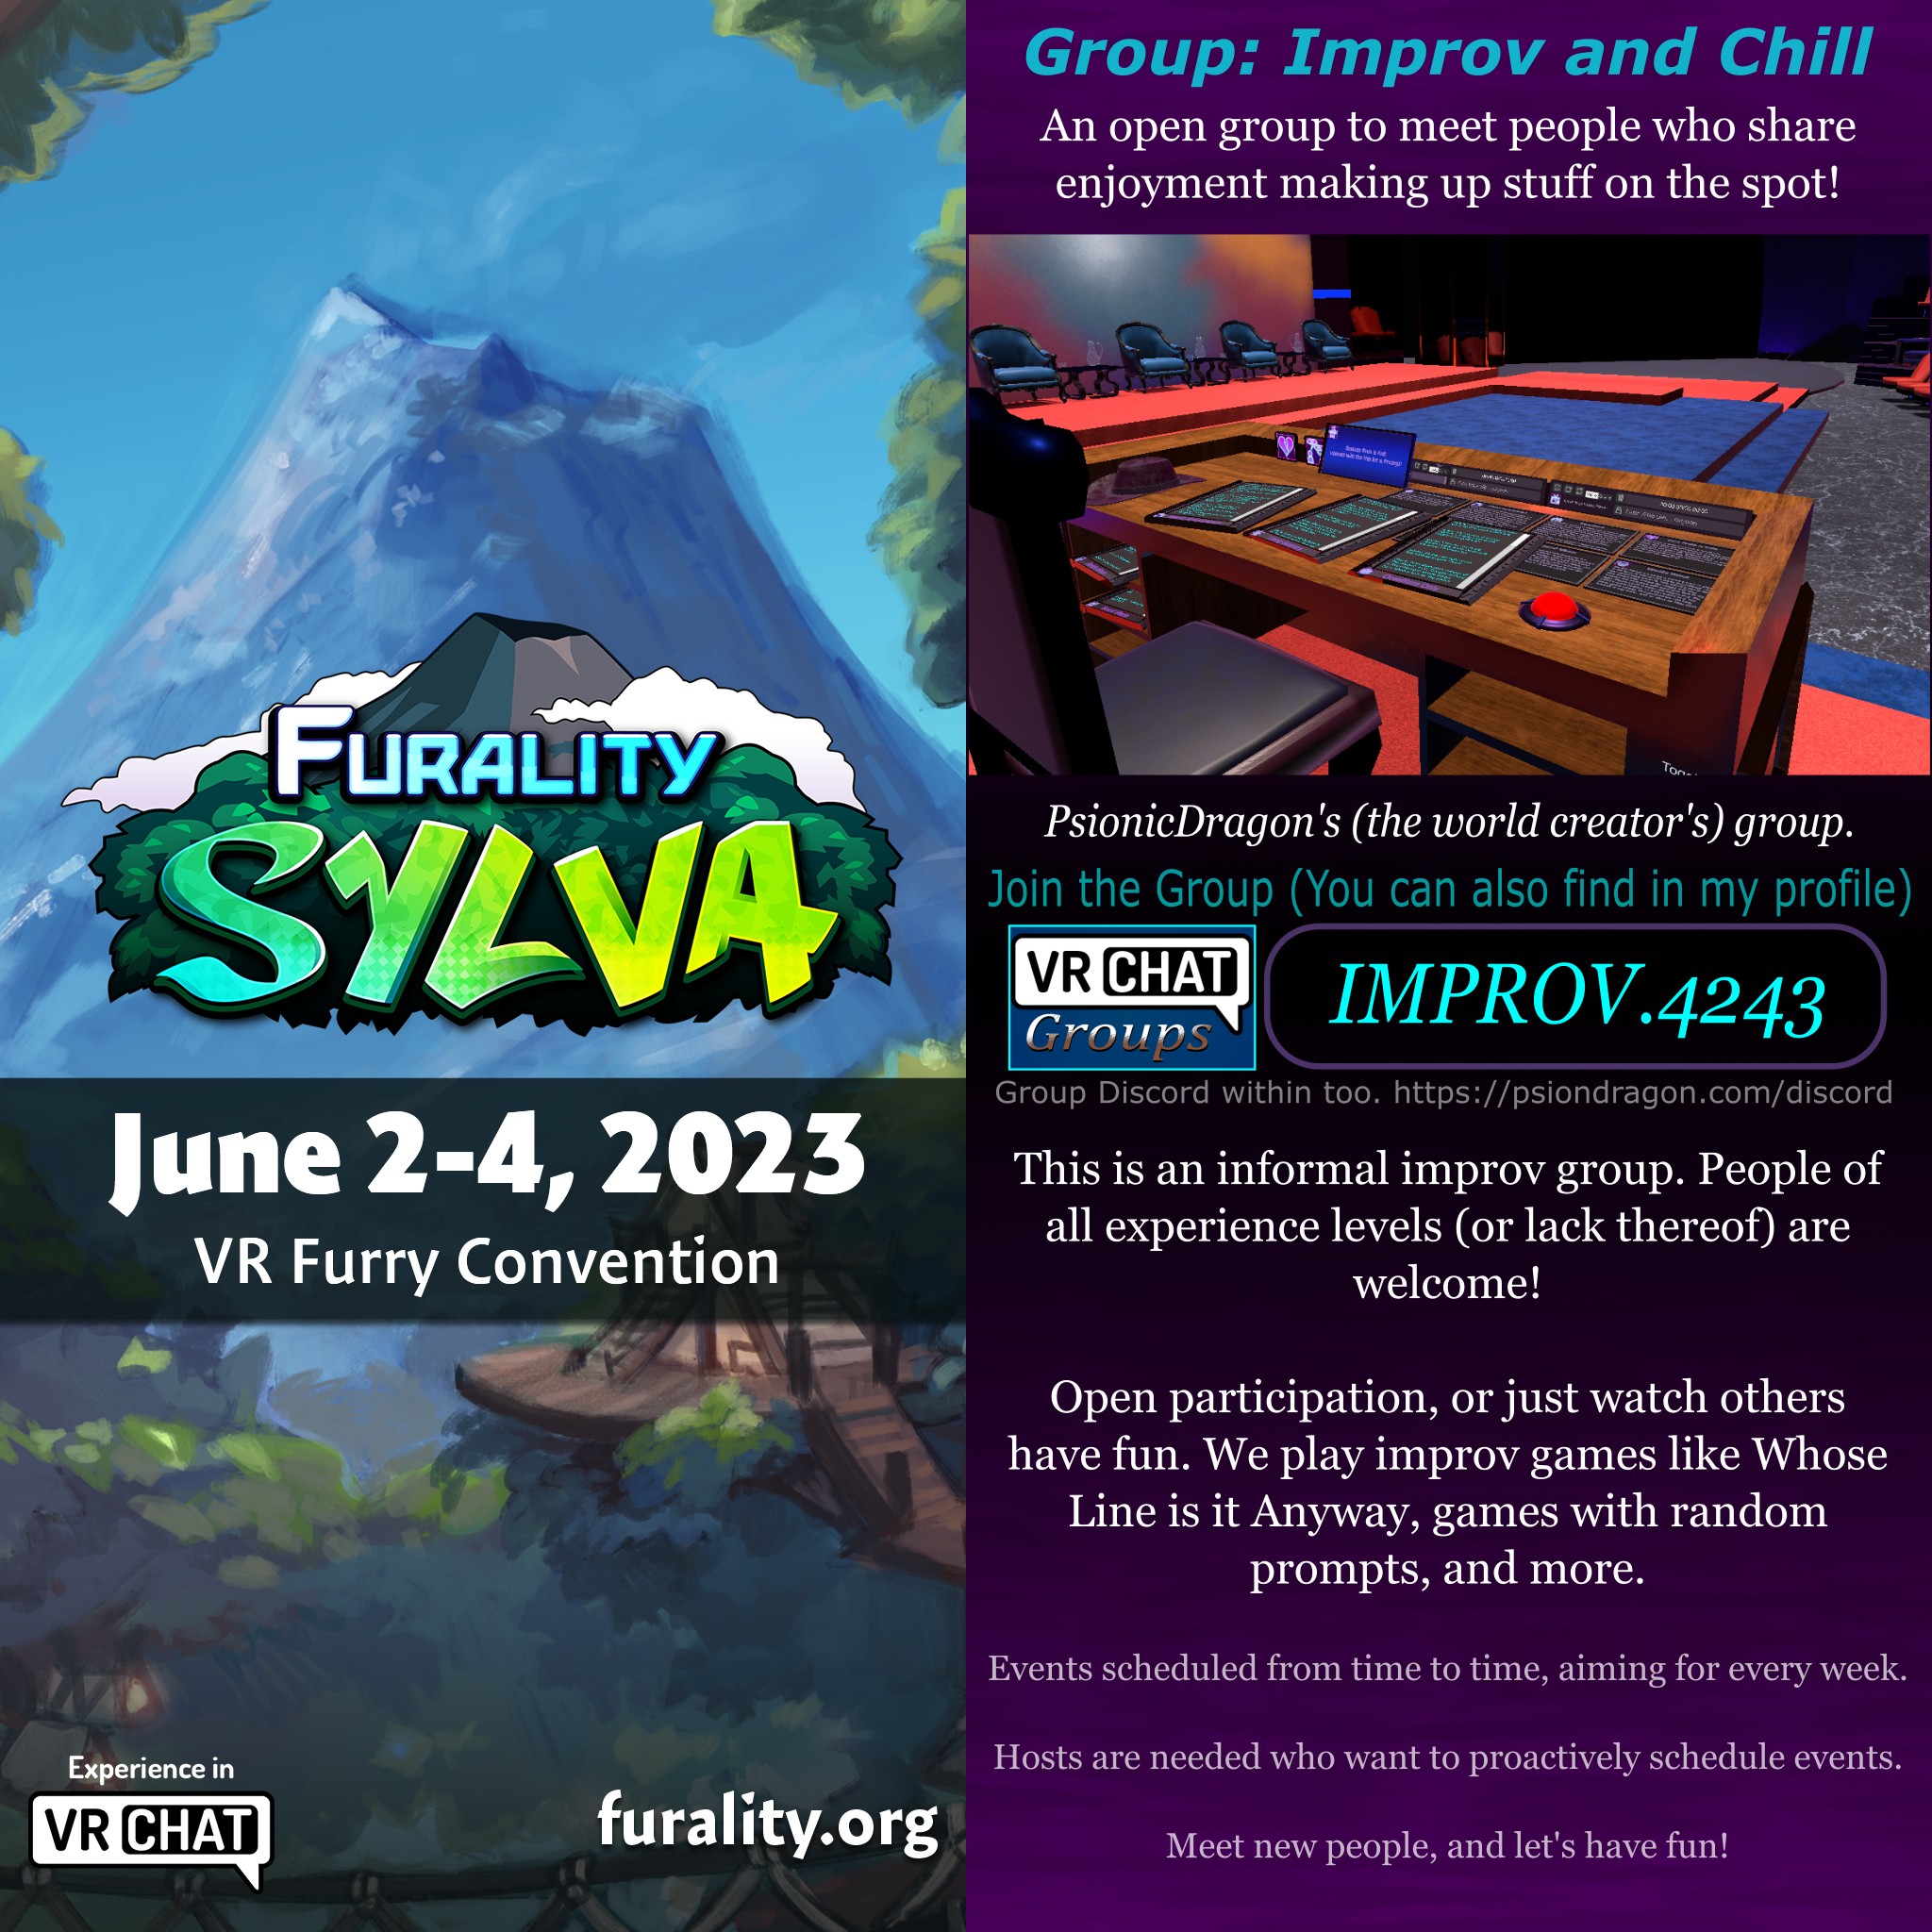 FURALITY
SYLVA
June 2-4, 2023
VR Furry Convention
Experience in
VRCHAT
furality.org
Group: Improv and Chill
An open group to meet people who share
enjoyment making up stuff on the spot!
PsionicDragon's (the world creator's) group.
Join the Group (You can also find in my profile)
VRCHAT
Groups
IMPROV.4243
Group Discord within too. https://psiondragon.com/discord
This is an informal improv group. People of
all experience levels (or lack thereof) are
welcome!
Open participation, or just watch others
have fun. We play improv games like Whose
Line is it Anyway, games with random
prompts, and more.
Events scheduled from time to time, aiming for every week.
Hosts are needed who want to proactively schedule events.
Meet new people, and let's have fun!